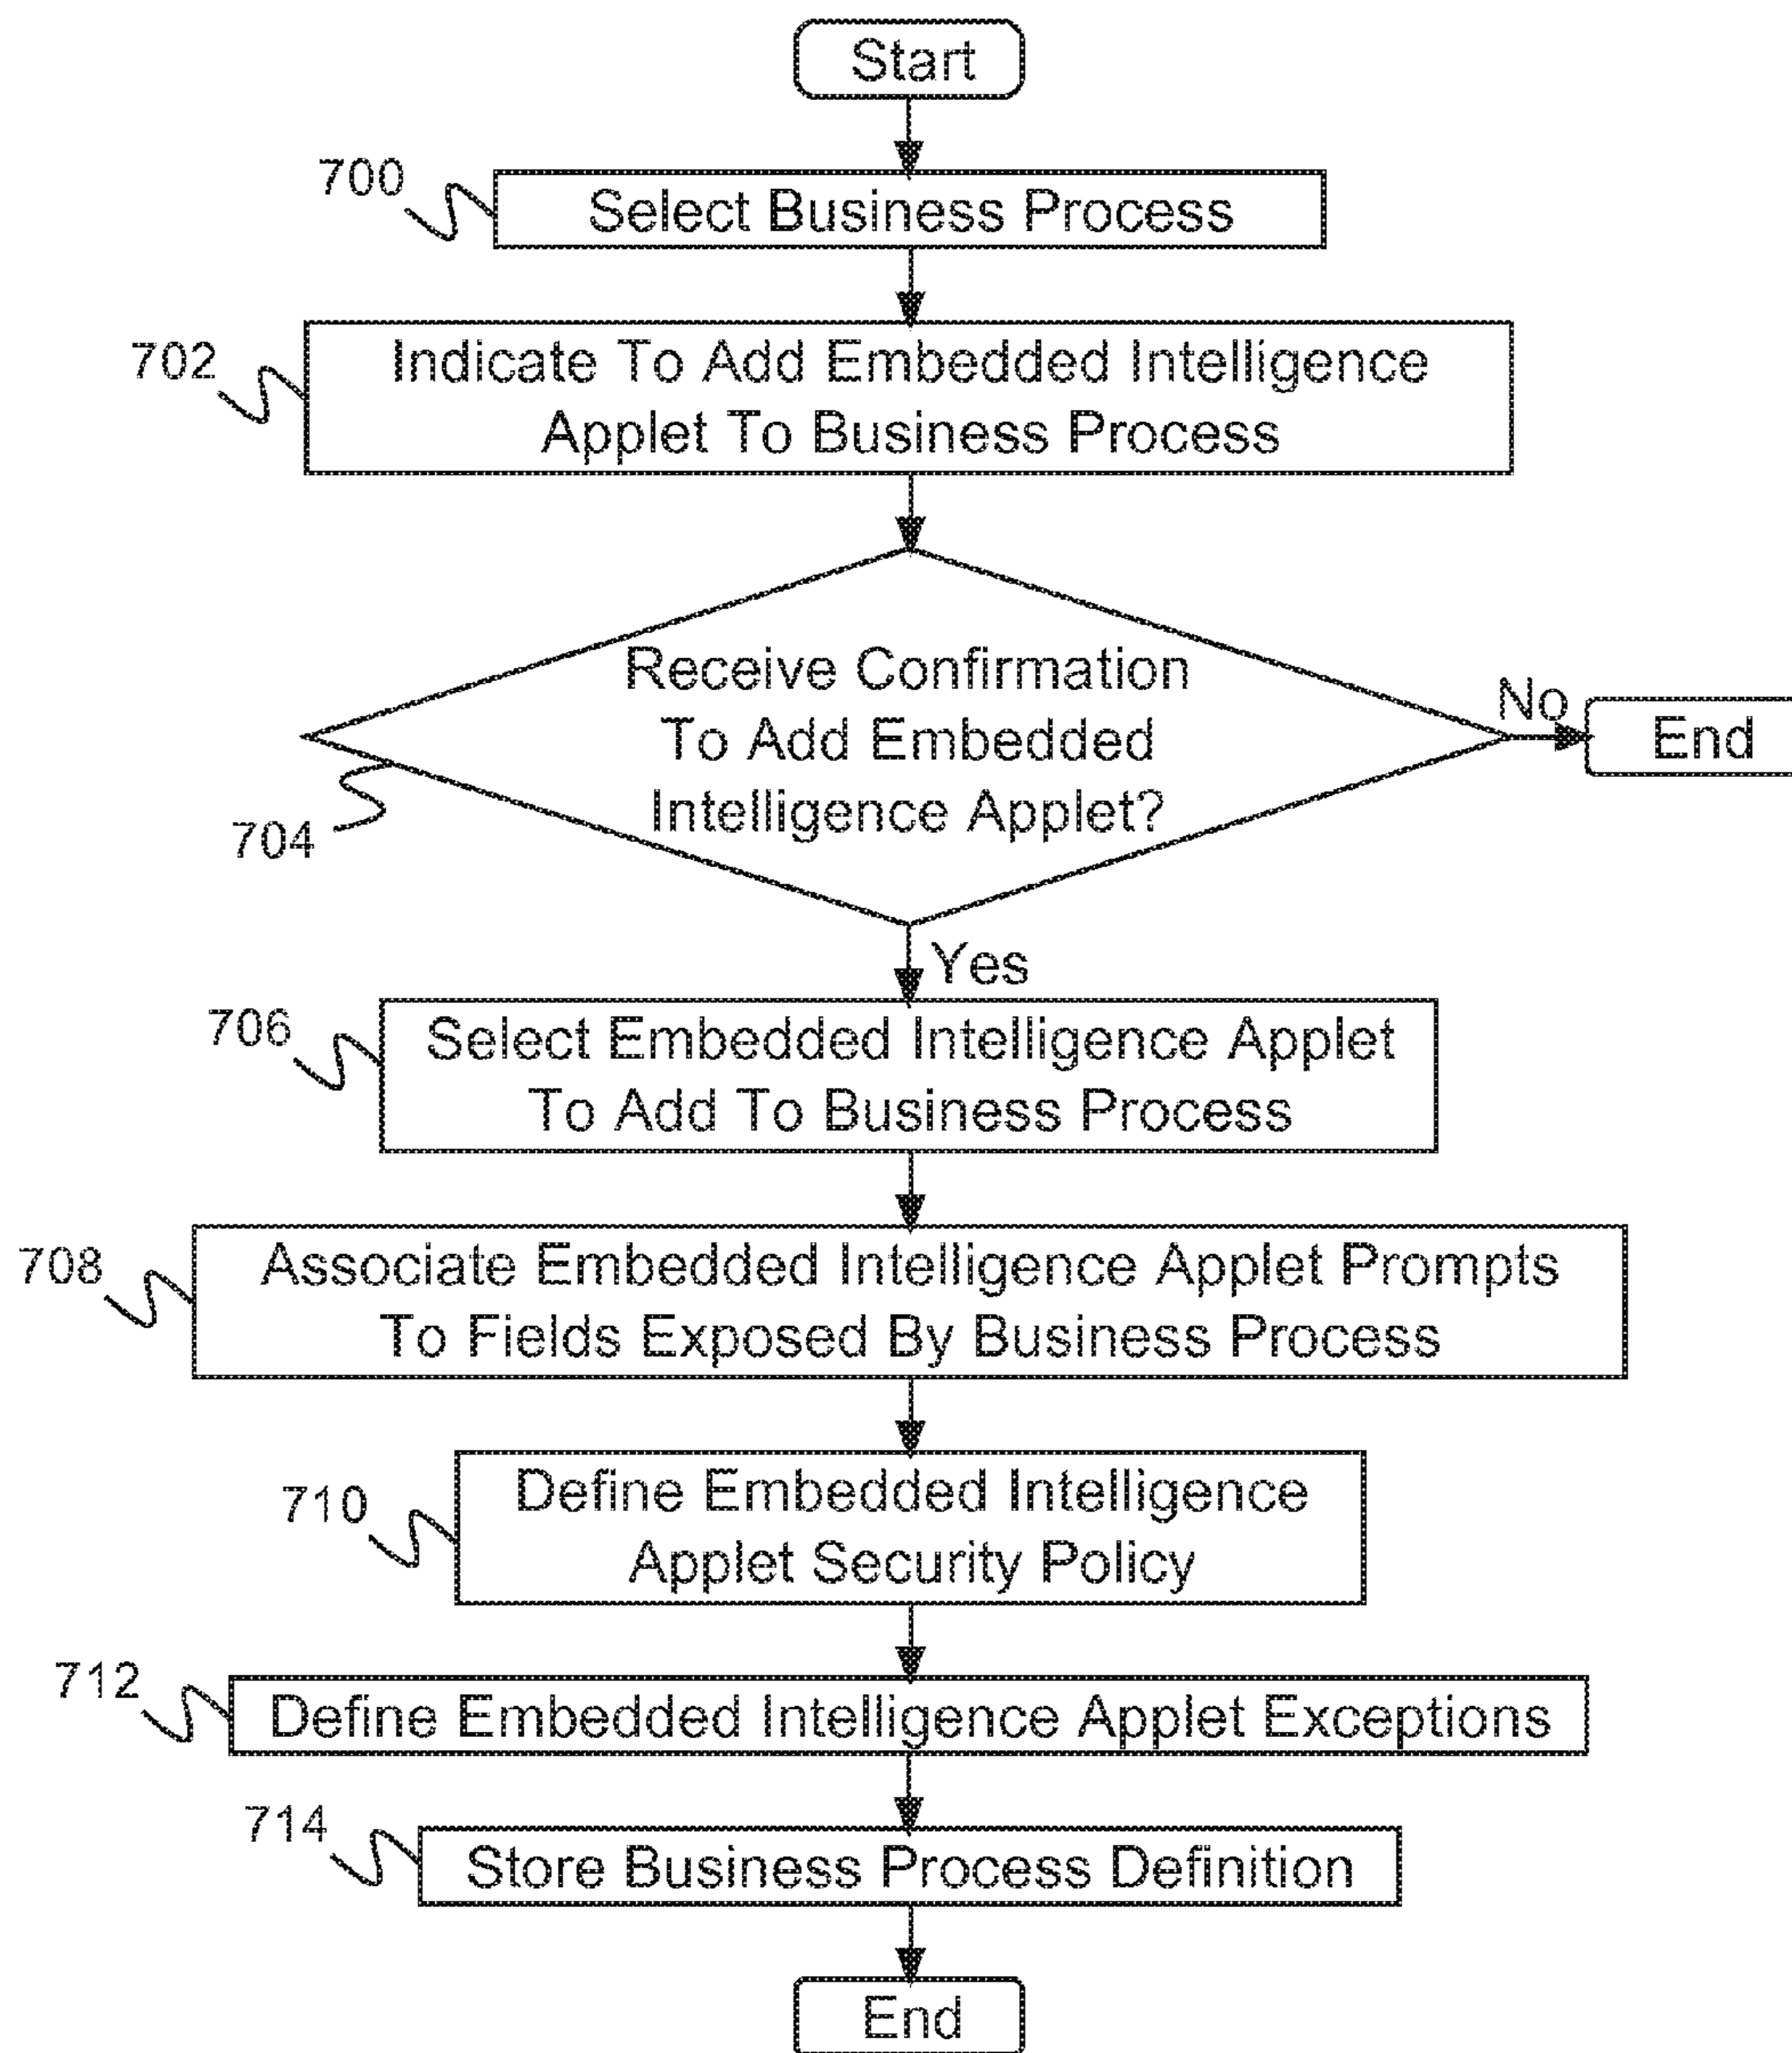 Start
700
Select Business Process
702
Indicate To Add Embedded Intelligence
Applet To Business Process
Receive Confirmation
To Add Embedded
Intelligence Applet?
No
End
704
Yes
706
Select Embedded Intelligence Applet
To Add To Business Process
708
Associate Embedded Intelligence Applet Prompts
To Fields Exposed By Business Process
710
Define Embedded Intelligence
Applet Security Policy
712
Define Embedded Intelligence Applet Exceptions
714
Store Business Process Definition
End